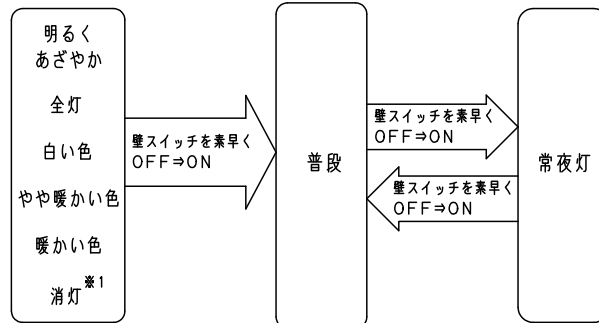 明るく
あざやか
全灯
白い色
やや暖かい色
暖かい色
消灯※1
壁スイッチを素早く
OFF⇒ON
普段
壁スイッチを素早く
OFF⇒ON
壁スイッチを素早く
OFF⇒ON
常夜灯